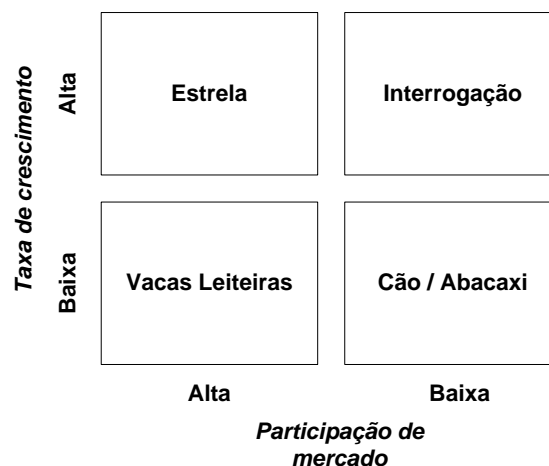 Taxa de crescimento
Alta
Estrela
Interrogação
Baixa
Vacas Leiteiras
Cão / Abacaxi
Alta
Baixa
Participação de
mercado